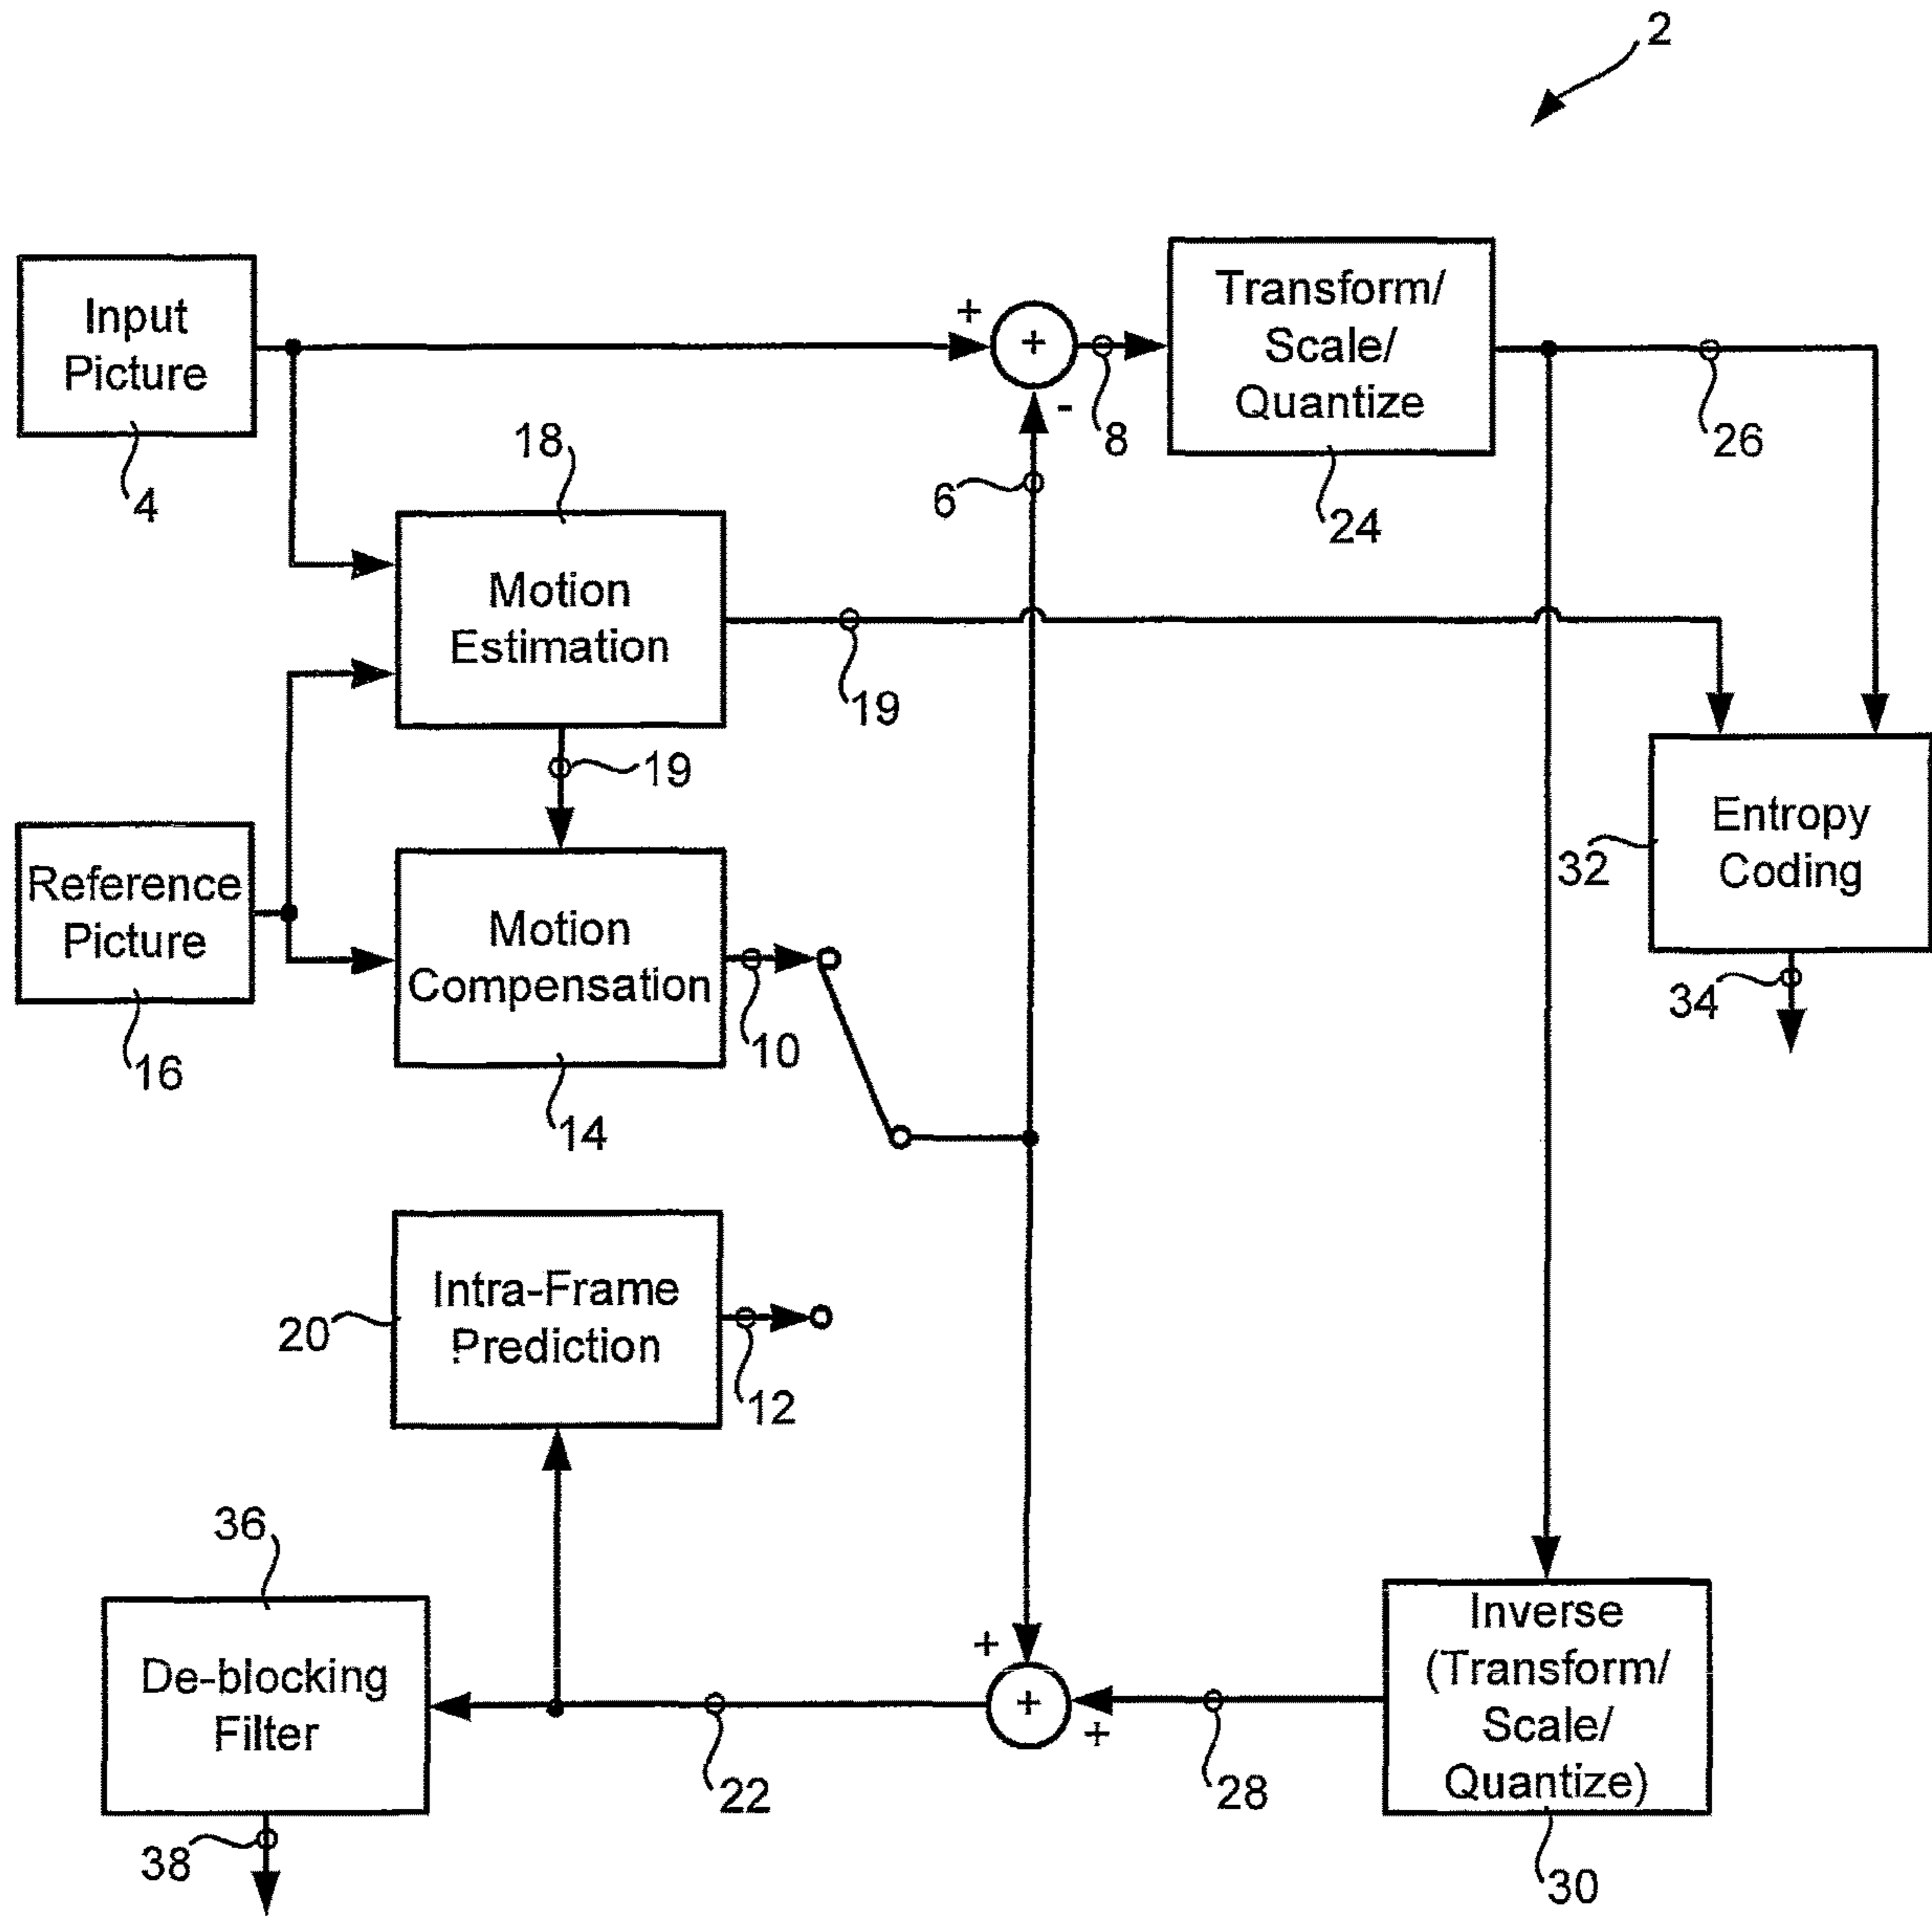 2
Input
Picture
4
+
+
-
6
8
Transform/
Scale/
Quantize
24
26
18
Motion
Estimation
19
19
Reference
Picture
16
Motion
Compensation
14
10
Entropy
Coding
32
34
Intra-Frame
Prediction
20
12
36
De-blocking
Filter
38
22
+
+
+
28
Inverse
(Transform/
Scale/
Quantize)
30